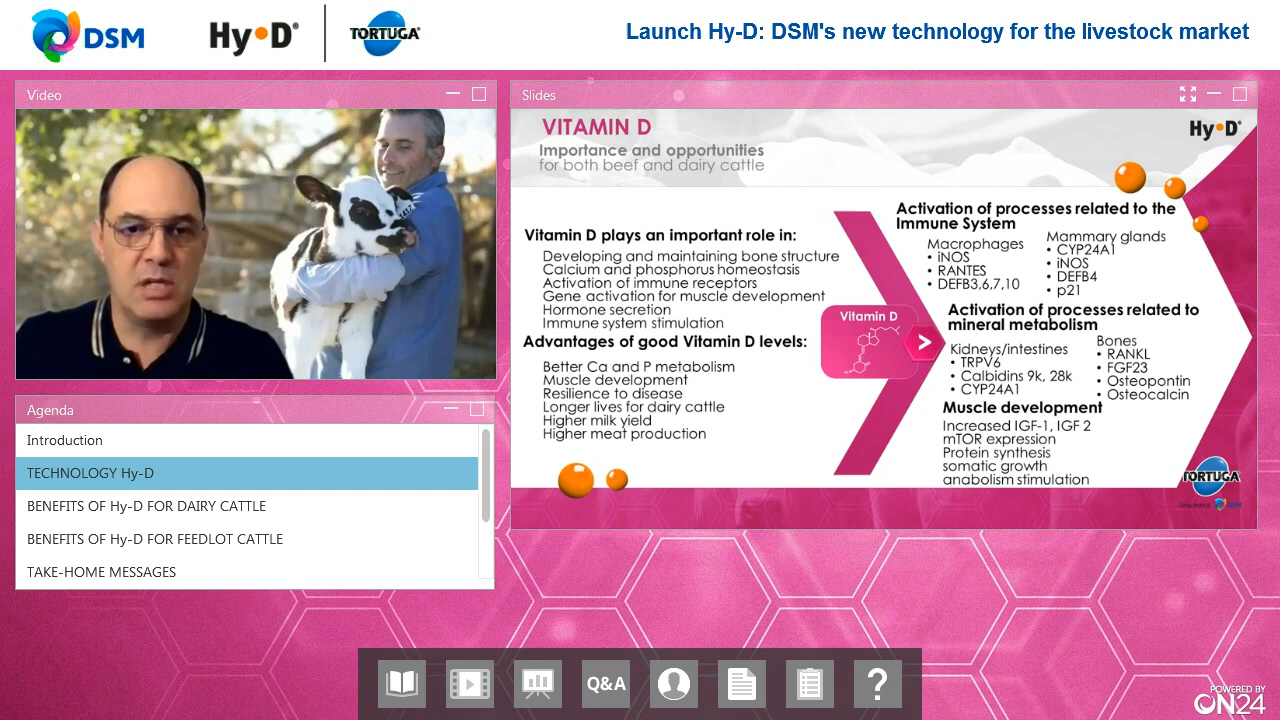 DSM
Hy•D®
TORTUGA
Launch Hy-D: DSM's new technology for the livestock market
Video
Slides
VITAMIN D
Importance and opportunities
for both beef and dairy cattle
Hy•D®
Vitamin D plays an important role in:
Developing and maintaining bone structure
Calcium and phosphorus homeostasis
Activation of immune receptors
Gene activation for muscle development
Hormone secretion
Immune system stimulation
Advantages of good Vitamin D levels:
Better Ca and P metabolism
Muscle development
Resilience to disease
Longer lives for dairy cattle
Higher milk yield
Higher meat production
Vitamin D
>
Activation of processes related to the
Immune System
Macrophages
• iNOS
• RANTES
• DEFB3,6,7,10
Mammary glands
• CYP24A1
• iNOS
• DEFB4
• p21
Activation of processes related to
mineral metabolism
Kidneys/intestines
• TRPV6
• Calbidins 9k, 28k
• CYP24A1
Bones
• RANKL
• FGF23
• Osteopontin
• Osteocalcin
Muscle development
Increased IGF-1, IGF 2
mTOR expression
Protein synthesis
somatic growth
anabolism stimulation
TORTUGA
DSM
Agenda
Introduction
TECHNOLOGY Hy-D
BENEFITS OF Hy-D FOR DAIRY CATTLE
BENEFITS OF Hy-D FOR FEEDLOT CATTLE
TAKE-HOME MESSAGES
Q&A
?
POWERED BY
ON24